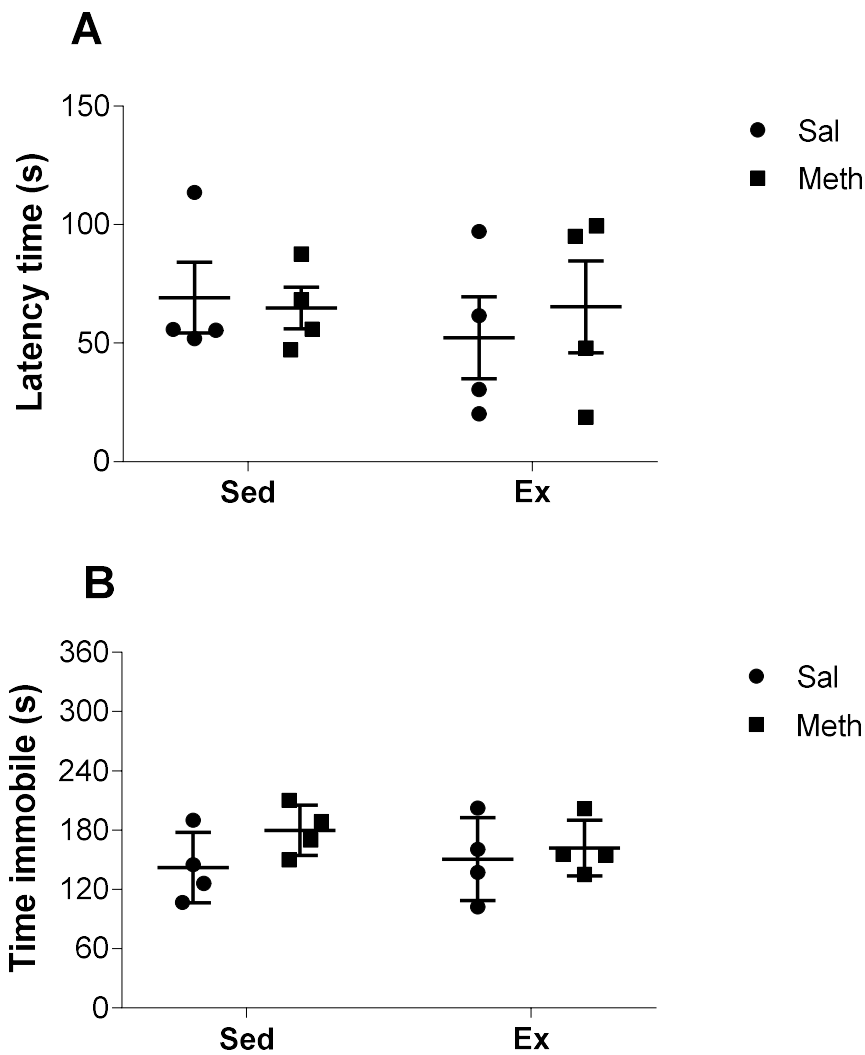 A
Latency time (s)
150
100
50
0
Sed
Ex
Sal
Meth
B
Time immobile (s)
360
300
240
180
120
60
0
Sed
Ex
Sal
Meth